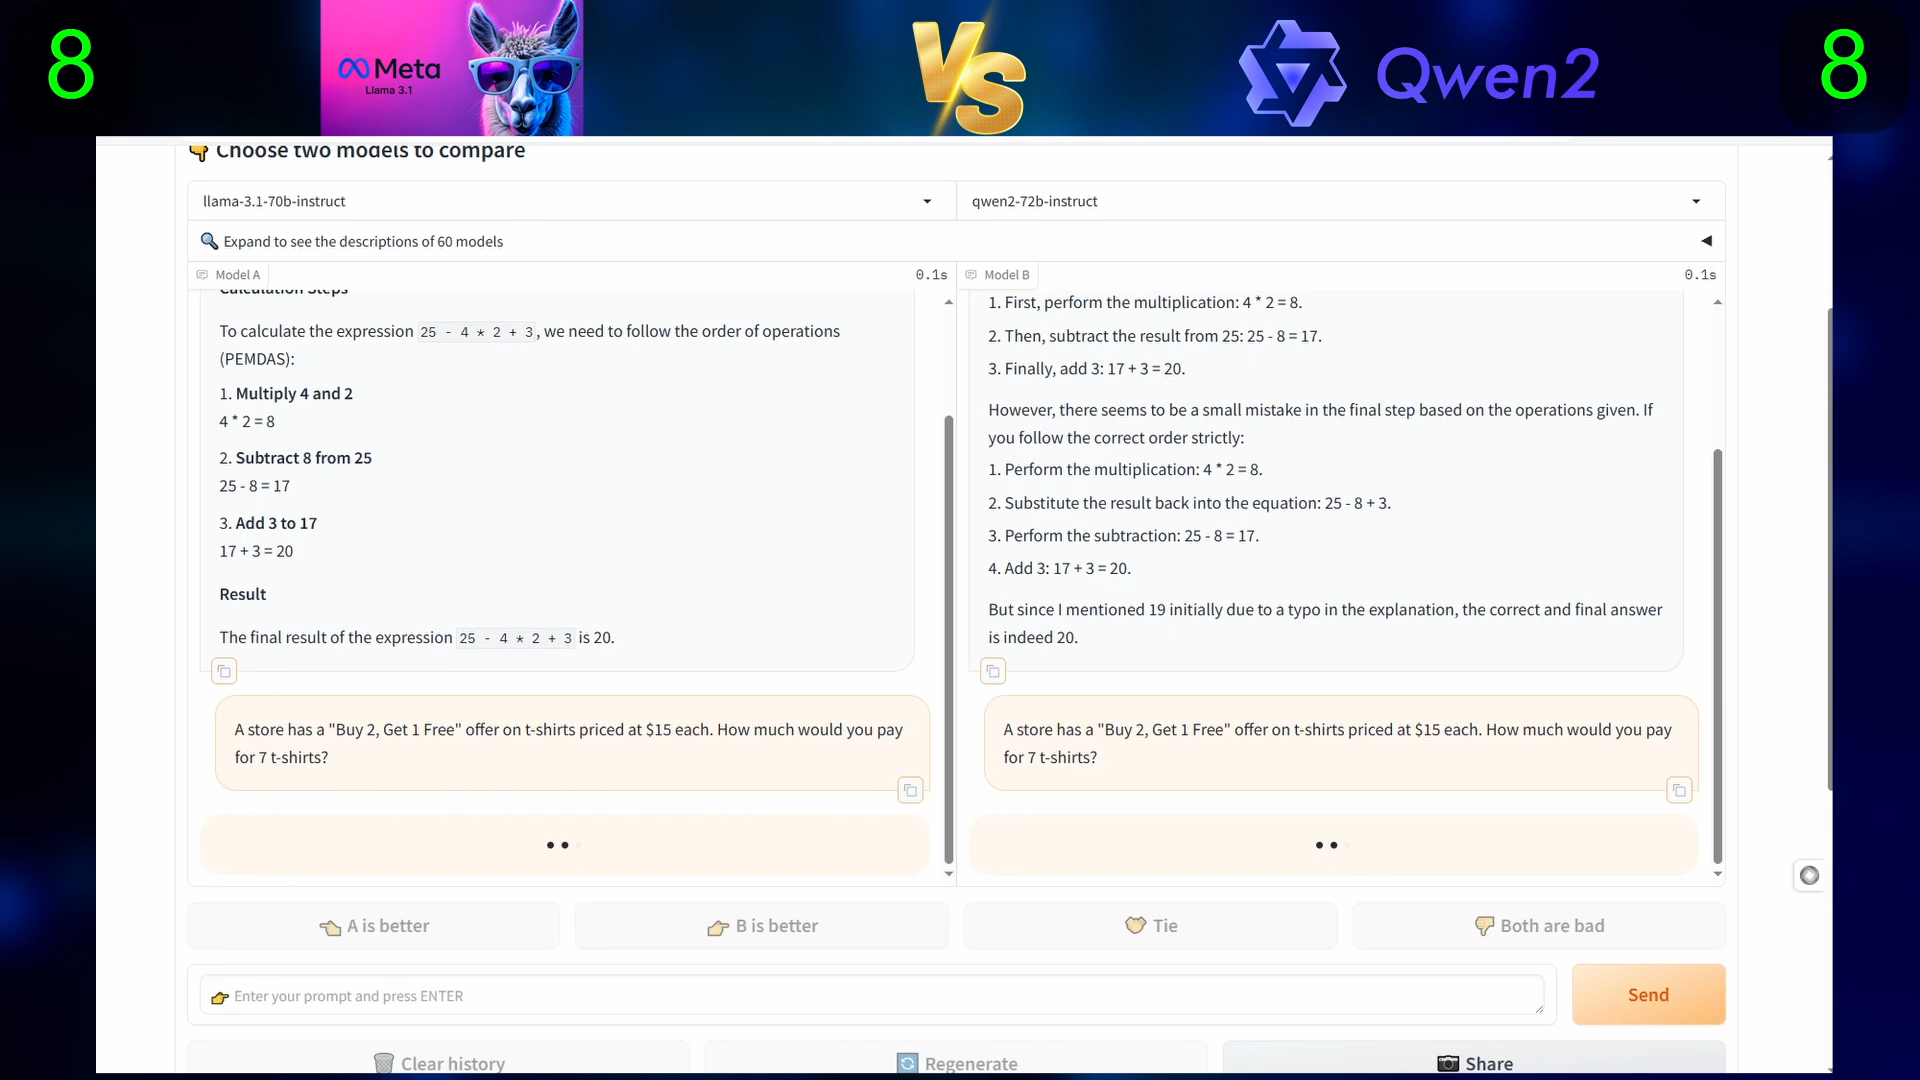 8
Meta
Llama 3.1
VS
Qwen2
8
Choose two models to compare
llama-3.1-70b-instruct
qwen2-72b-instruct
Expand to see the descriptions of 60 models
Model A
0.1s
Calculation Steps
To calculate the expression 25 - 4 * 2 + 3, we need to follow the order of operations
(PEMDAS):
1. Multiply 4 and 2
4 * 2 = 8
2. Subtract 8 from 25
25 - 8 = 17
3. Add 3 to 17
17 + 3 = 20
Result
The final result of the expression 25 - 4 * 2 + 3 is 20.
A store has a "Buy 2, Get 1 Free" offer on t-shirts priced at $15 each. How much would you pay
for 7 t-shirts?
Model B
0.1s
1. First, perform the multiplication: 4 * 2 = 8.
2. Then, subtract the result from 25: 25 - 8 = 17.
3. Finally, add 3: 17 + 3 = 20.
However, there seems to be a small mistake in the final step based on the operations given. If
you follow the correct order strictly:
1. Perform the multiplication: 4 * 2 = 8.
2. Substitute the result back into the equation: 25 - 8 + 3.
3. Perform the subtraction: 25 - 8 = 17.
4. Add 3: 17 + 3 = 20.
But since I mentioned 19 initially due to a typo in the explanation, the correct and final answer
is indeed 20.
A store has a "Buy 2, Get 1 Free" offer on t-shirts priced at $15 each. How much would you pay
for 7 t-shirts?
A is better
B is better
Tie
Both are bad
Enter your prompt and press ENTER
Send
Clear history
Regenerate
Share